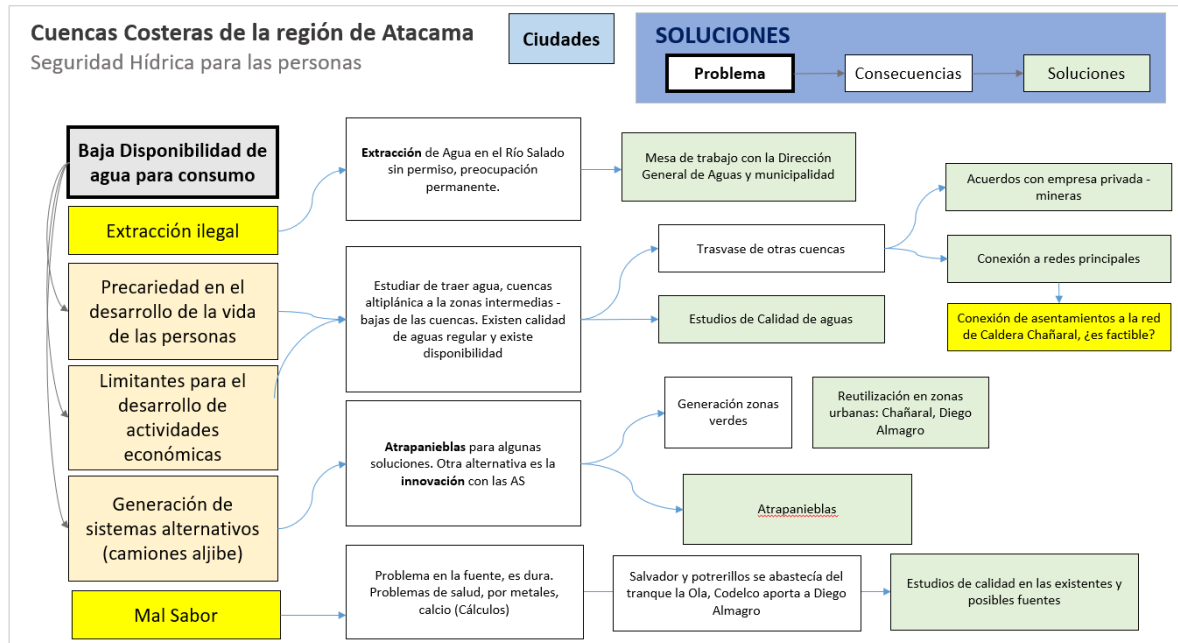 Cuencas Costeras de la región de Atacama
Seguridad Hídrica para las personas
Ciudades
SOLUCIONES
Problema
Consecuencias
Soluciones
Baja Disponibilidad de
agua para consumo
Extracción ilegal
Precariedad en el
desarrollo de la vida
de las personas
Limitantes para el
desarrollo de
actividades
económicas
Generación de
sistemas alternativos
(camiones aljibe)
Mal Sabor
Extracción de Agua en el Río Salado
sin permiso, preocupación
permanente.
Estudiar de traer agua, cuencas
altiplánica a la zonas intermedias -
bajas de las cuencas. Existen calidad
de aguas regular y existe
disponibilidad
Atrapanieblas para algunas
soluciones. Otra alternativa es la
innovación con las AS
Problema en la fuente, es dura.
Problemas de salud, por metales,
calcio (Cálculos)
Mesa de trabajo con la Dirección
General de Aguas y municipalidad
Trasvase de otras cuencas
Estudios de Calidad de aguas
Acuerdos con empresa privada -
mineras
Conexión a redes principales
Conexión de asentamientos a la red
de Caldera Chañaral, ¿es factible?
Generación zonas
verdes
Reutilización en zonas
urbanas: Chañaral, Diego
Almagro
Atrapanieblas
Salvador y potrerillos se abastecía del
tranque la Ola, Codelco aporta a Diego
Almagro
Estudios de calidad en las existentes y
posibles fuentes